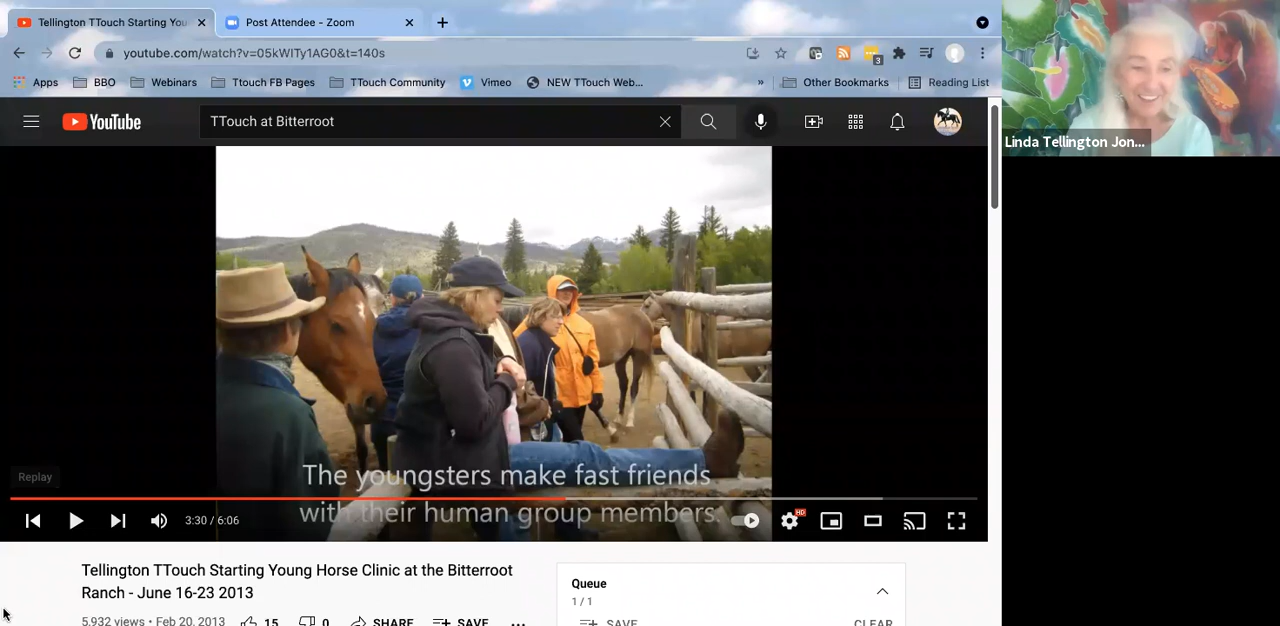 Tellington TTouch Starting You
Post Attendee - Zoom
youtube.com/watch?v=05kWITy1AG0&t=140s
3
Apps
BBO
Webinars
Ttouch FB Pages
TTouch Community
Vimeo
NEW TTouch Web...
»
Other Bookmarks
Reading List
YouTube
TTouch at Bitterroot
Linda Tellington Jon...
Replay
The youngsters make fast friends
with their human group members.
3:30 / 6:06
HD
Tellington TTouch Starting Young Horse Clinic at the Bitterroot
Ranch - June 16-23 2013
5,932 views • Feb 20, 2013
15
0
SHARE
SAVE
...
Queue
1 / 1
SAVE
CLEAR